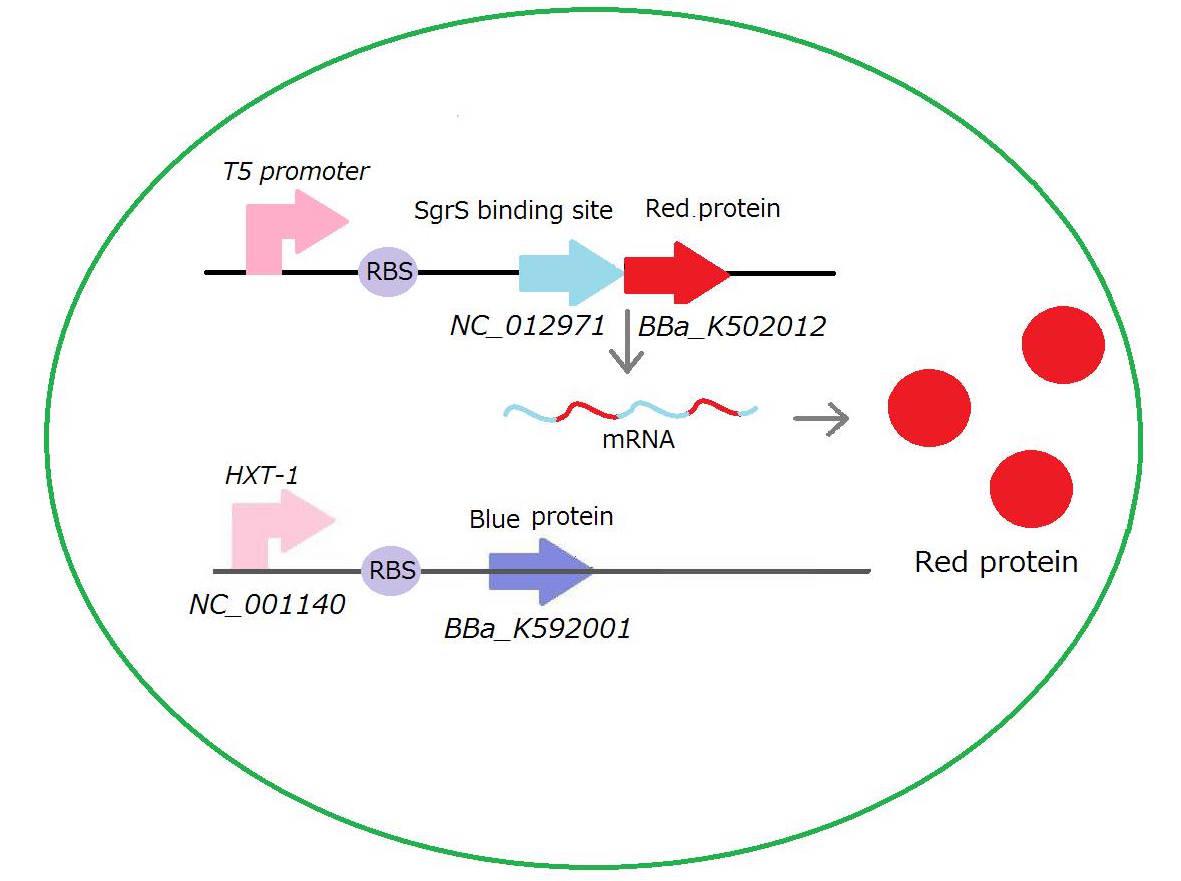 T5 promoter
SgrS binding site
Red protein
RBS
NC_012971
BBa_K502012
mRNA
HXT-1
Blue protein
RBS
NC_001140
BBa_K592001
Red protein